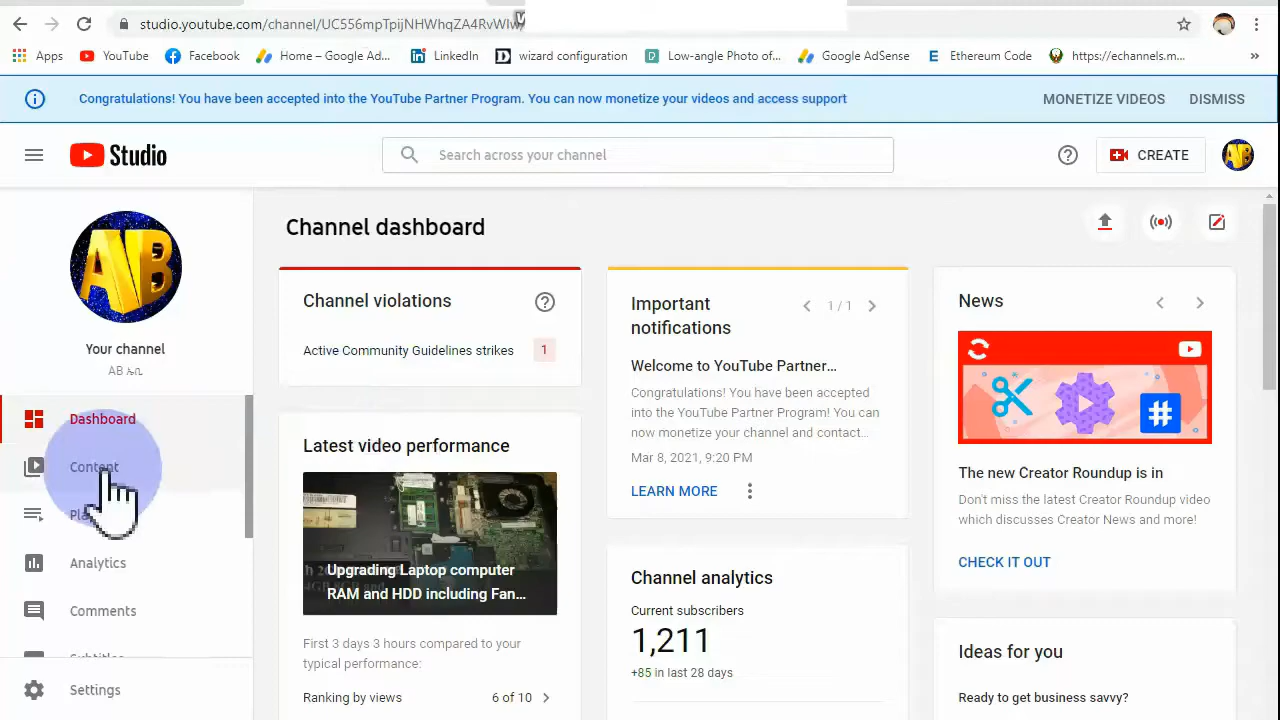 studio.youtube.com/channel/UC556mpTpijNHWhqZA4RvWIw/
Apps YouTube Facebook Home – Google Ad... LinkedIn wizard configuration Low-angle Photo of... Google AdSense Ethereum Code https://echannels.m... »
Congratulations! You have been accepted into the YouTube Partner Program. You can now monetize your videos and access support MONETIZE VIDEOS DISMISS
Studio Search across your channel CREATE
AB
Your channel
AB ኤቢ
Dashboard
Content
Analytics
Comments
Subtitles
Settings
Channel dashboard
Channel violations
Active Community Guidelines strikes 1
Latest video performance
Upgrading Laptop computer
RAM and HDD including Fan...
First 3 days 3 hours compared to your
typical performance:
Ranking by views 6 of 10
Important
notifications
1 / 1
Welcome to YouTube Partner...
Congratulations! You have been accepted
into the YouTube Partner Program! You can
now monetize your channel and contact...
Mar 8, 2021, 9:20 PM
LEARN MORE
Channel analytics
Current subscribers
1,211
+85 in last 28 days
News
#
The new Creator Roundup is in
Don't miss the latest Creator Roundup video
which discusses Creator News and more!
CHECK IT OUT
Ideas for you
Ready to get business savvy?